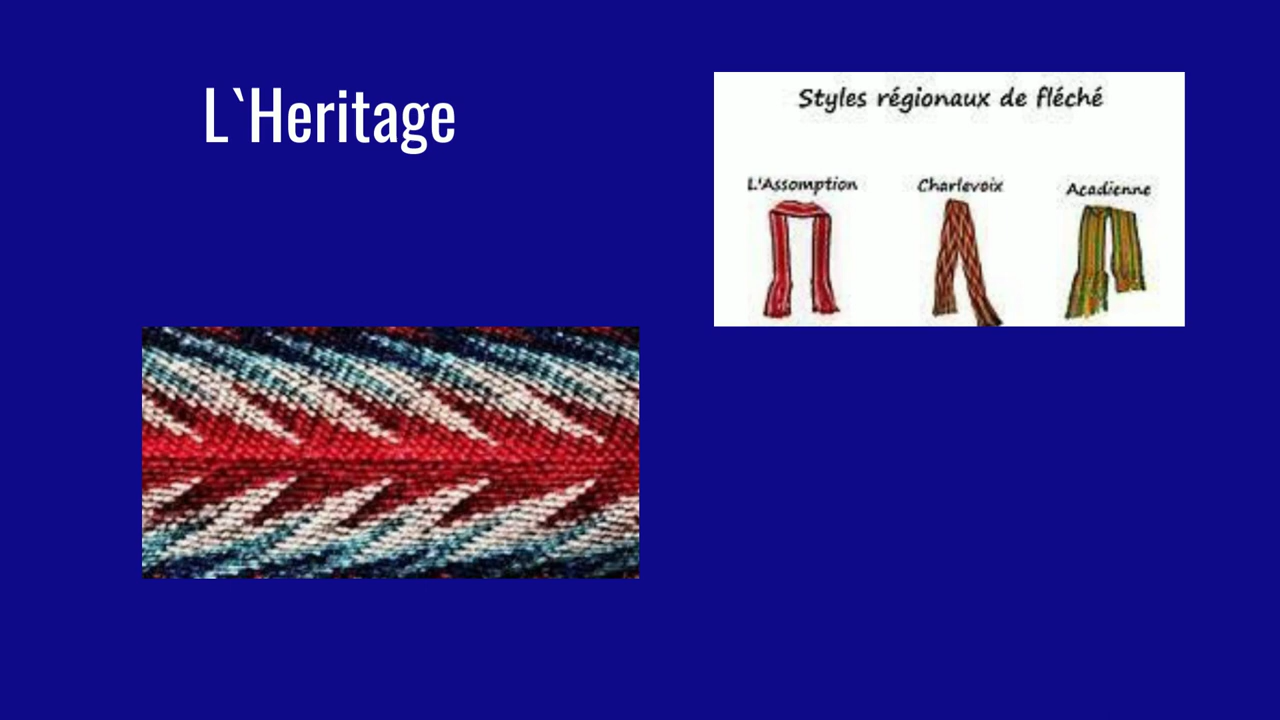 L`Heritage
Styles régionaux de fléché
L'Assomption
Charlevoix
Acadienne